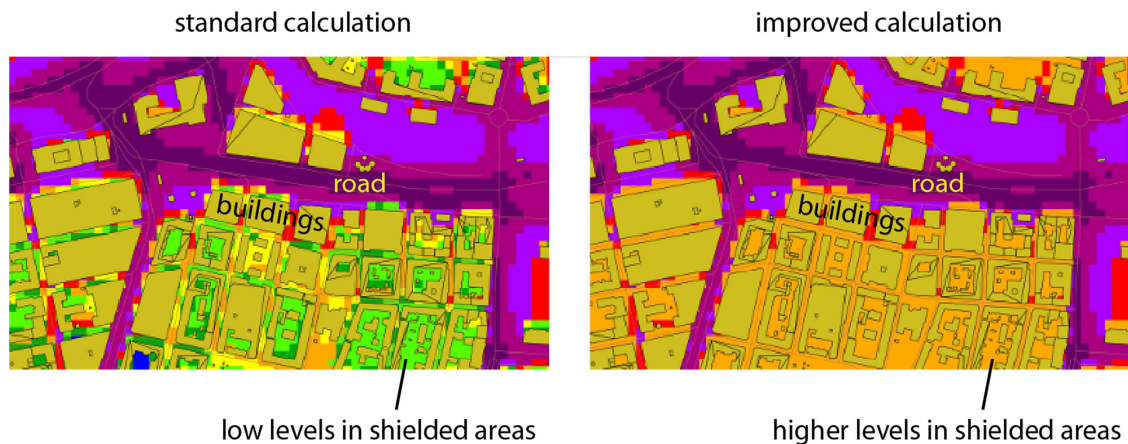 standard calculation
improved calculation
road
buildings
road
buildings
low levels in shielded areas
higher levels in shielded areas